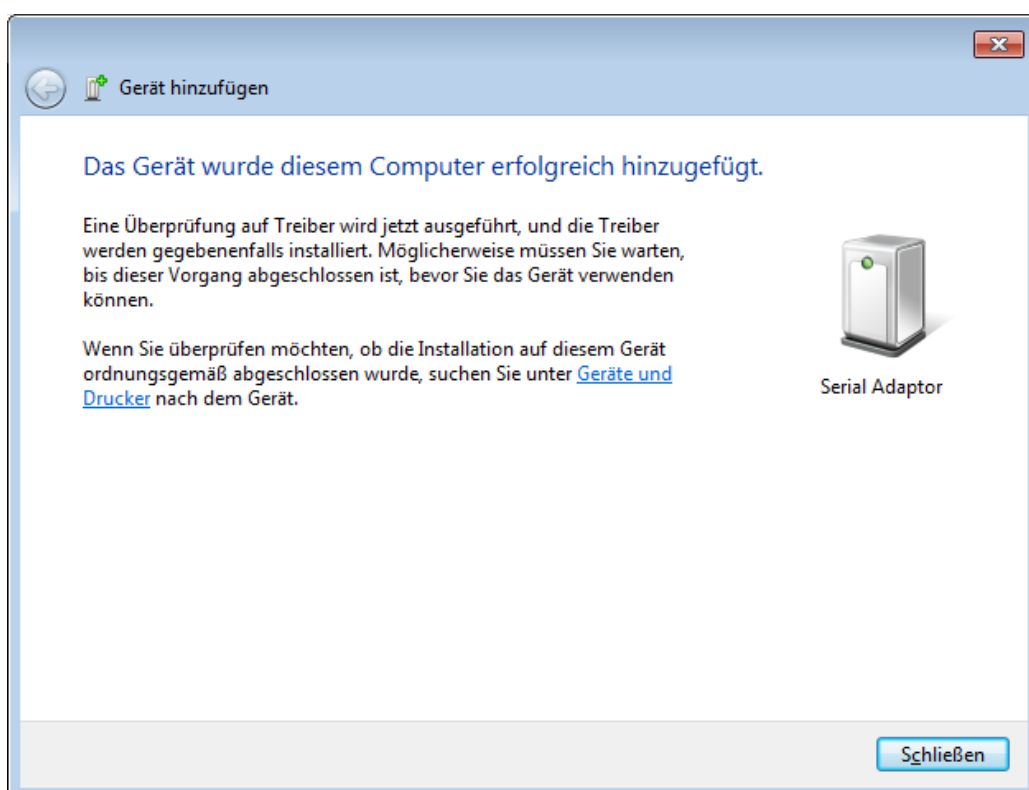 Gerät hinzufügen
Das Gerät wurde diesem Computer erfolgreich hinzugefügt.
Eine Überprüfung auf Treiber wird jetzt ausgeführt, und die Treiber
werden gegebenenfalls installiert. Möglicherweise müssen Sie warten,
bis dieser Vorgang abgeschlossen ist, bevor Sie das Gerät verwenden
können.
Wenn Sie überprüfen möchten, ob die Installation auf diesem Gerät
ordnungsgemäß abgeschlossen wurde, suchen Sie unter Geräte und
Drucker nach dem Gerät.
Serial Adaptor
Schließen